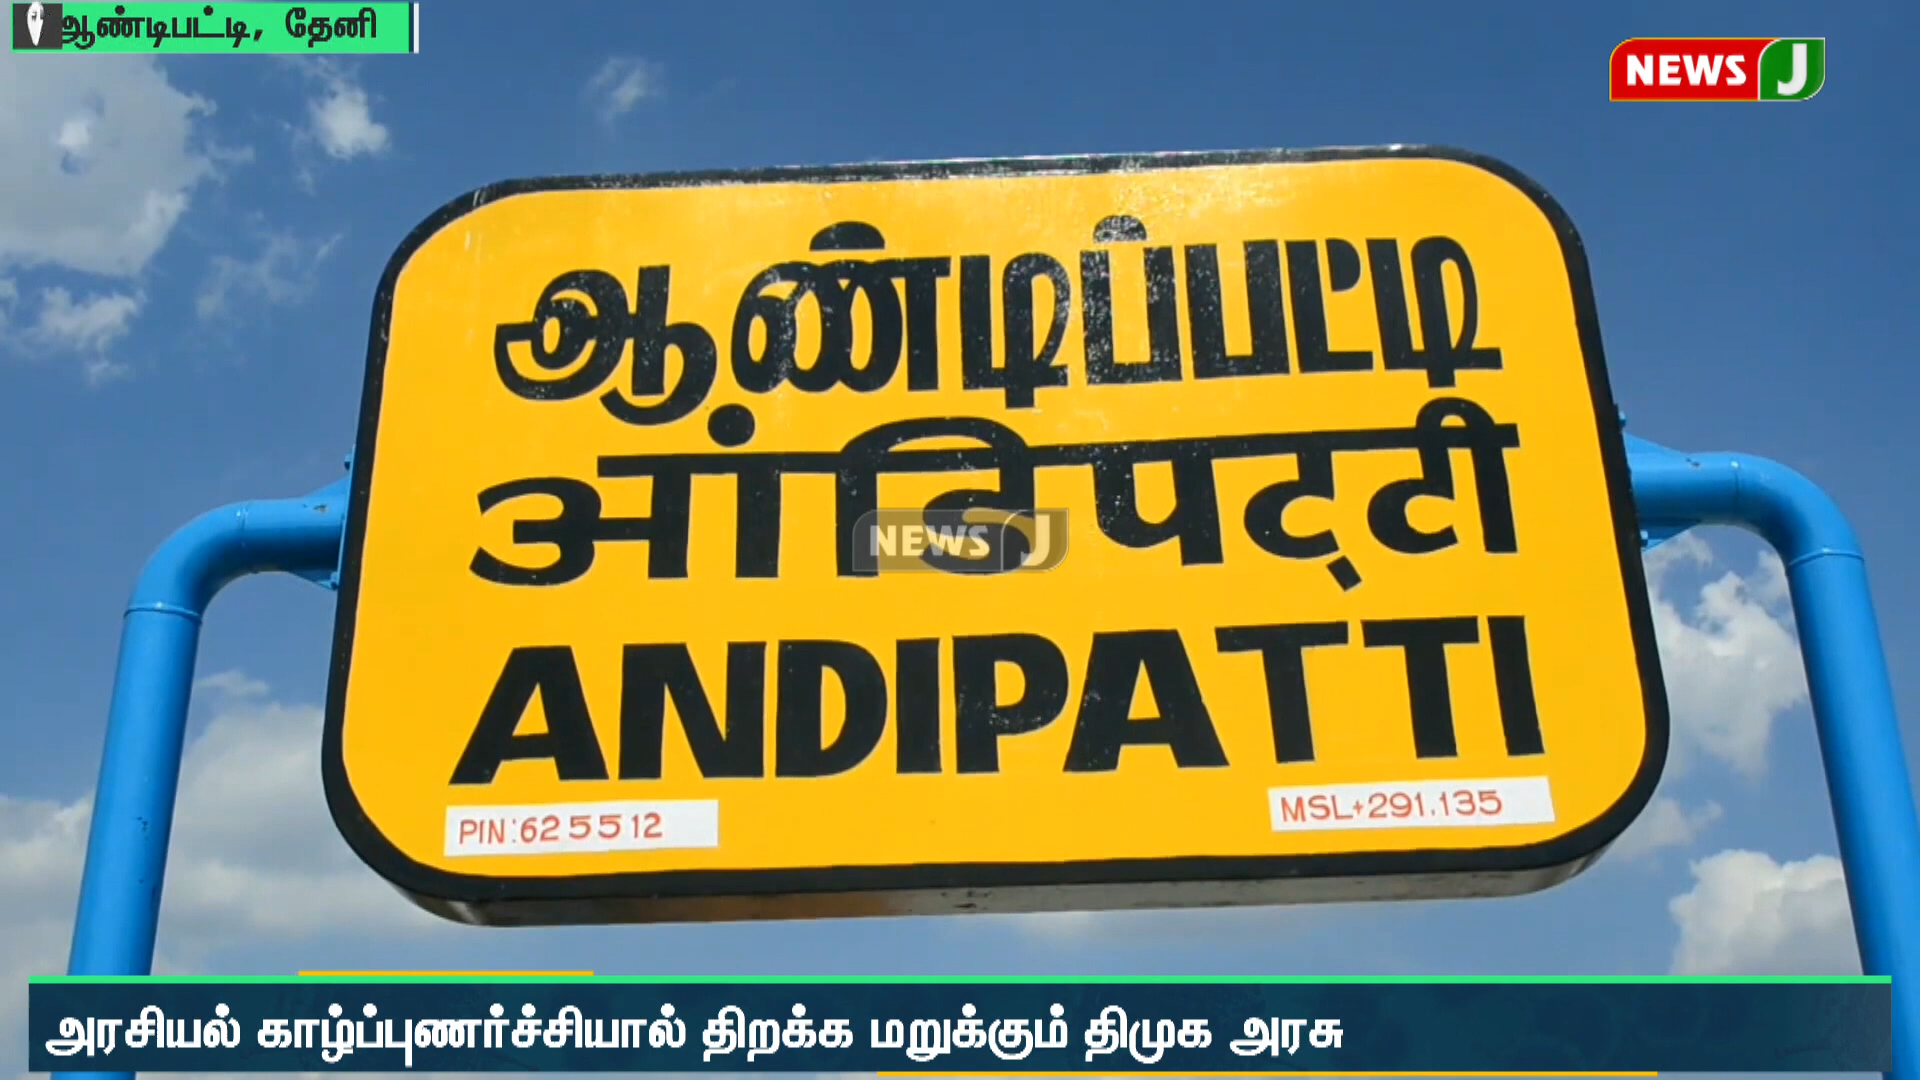 ஆண்டிபட்டி, தேனி
NEWS J
ஆண்டிப்பட்டி
आंडिपट्टी
NEWS J
ANDIPATTI
PIN:625512
MSL+291.135
அரசியல் காழ்ப்புணர்ச்சியால் திறக்க மறுக்கும் திமுக அரசு